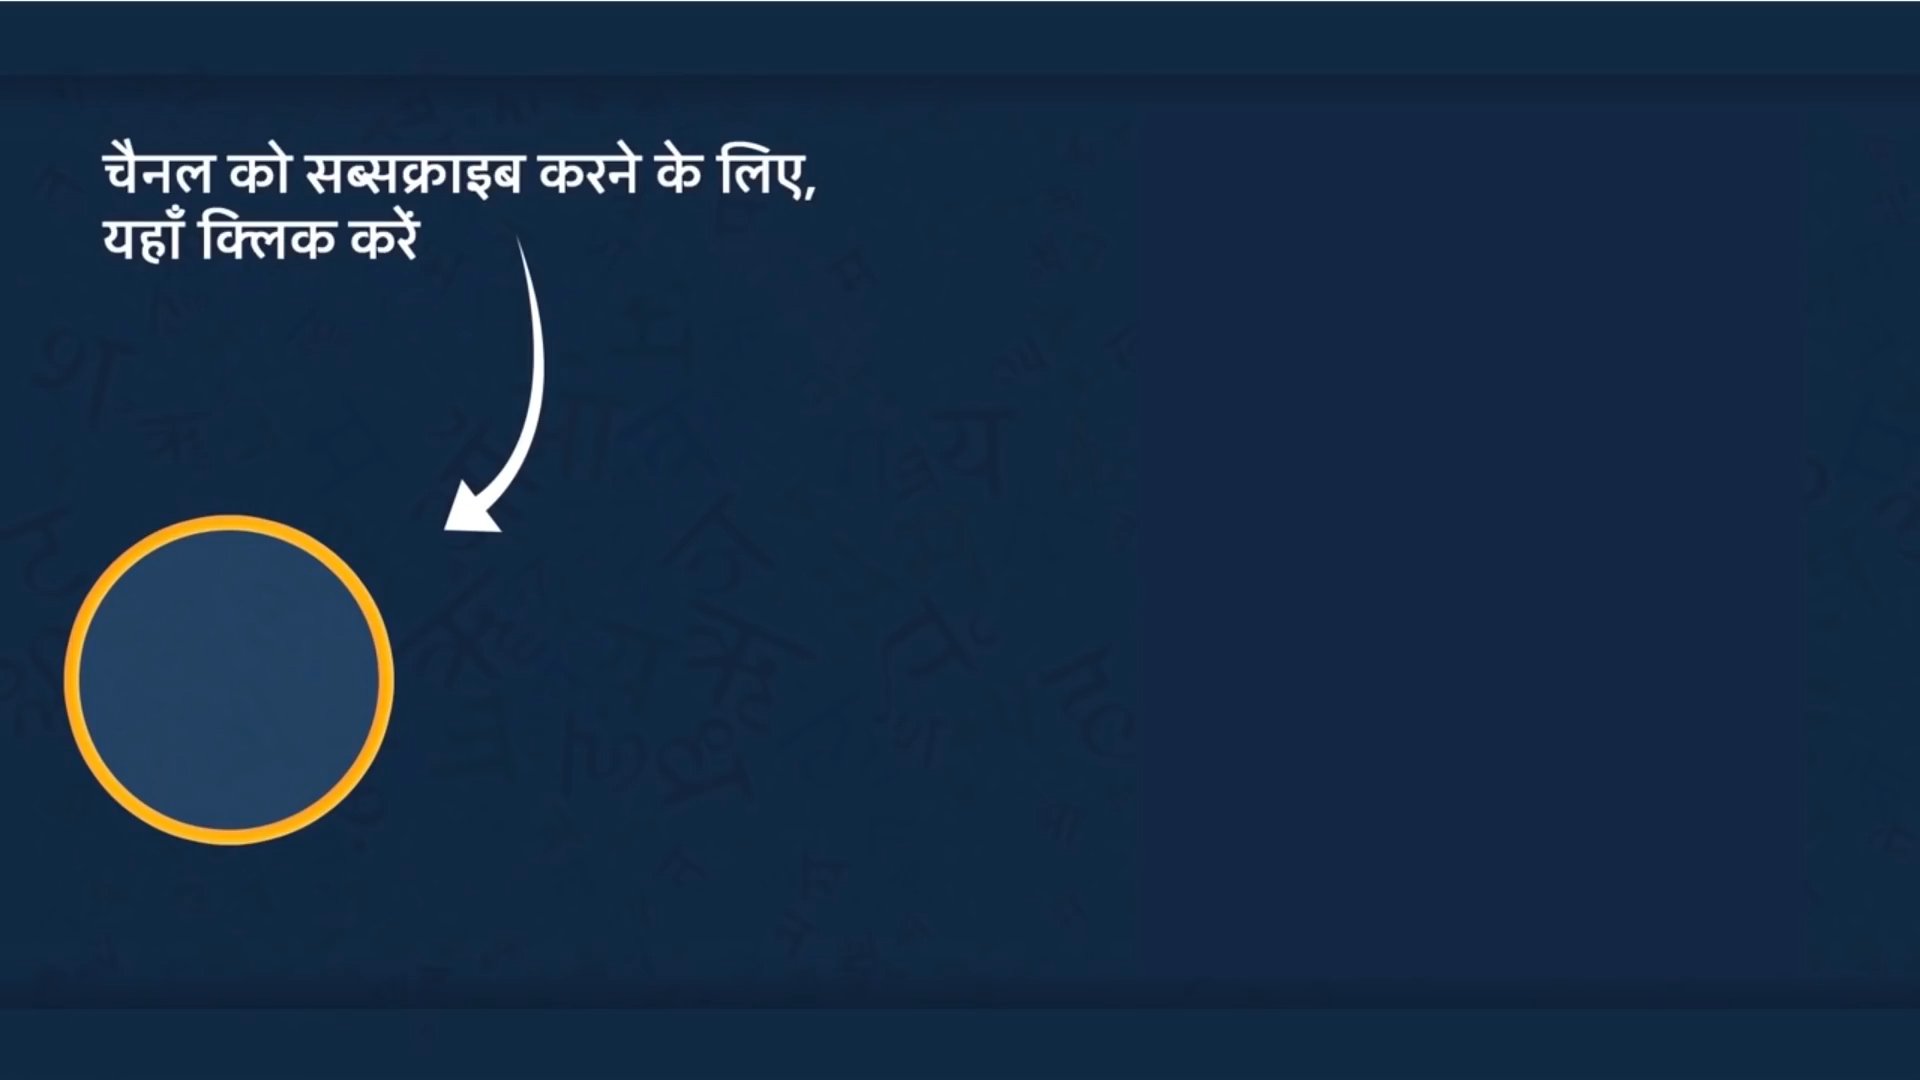 चैनल को सब्सक्राइब करने के लिए,
यहाँ क्लिक करें